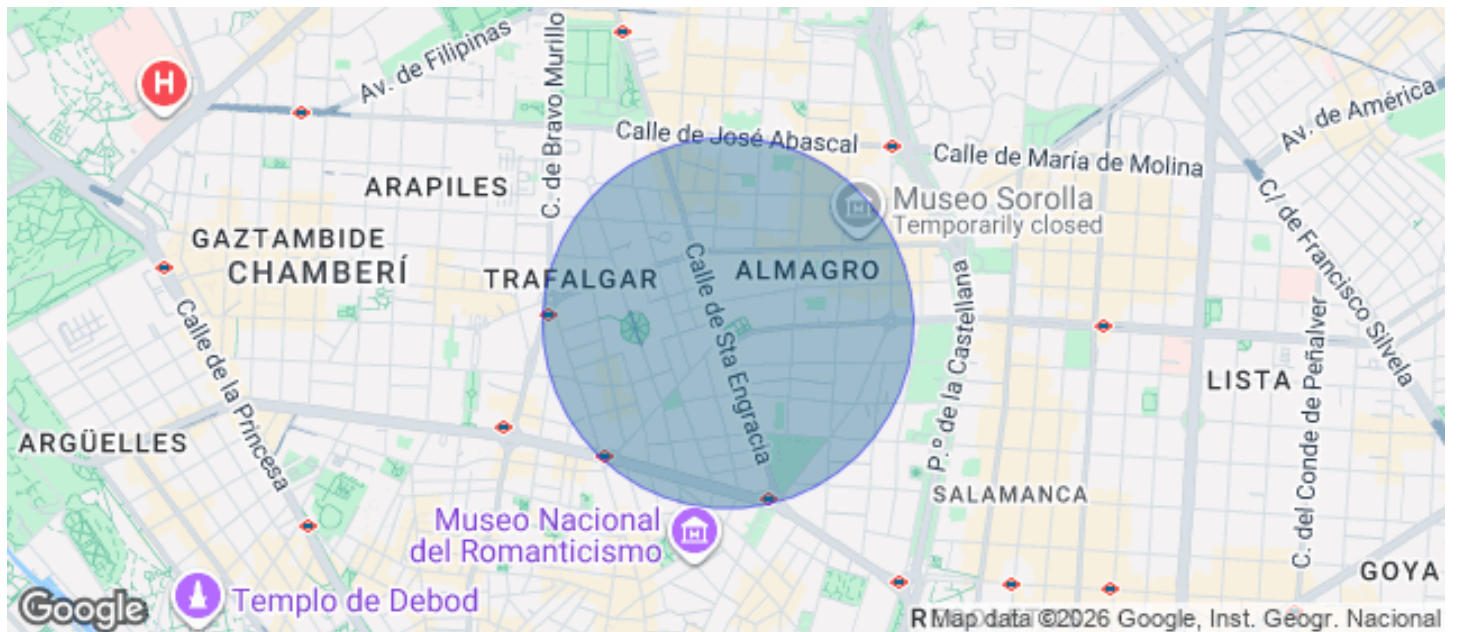 Av. de Filipinas
C. de Bravo Murillo
H
Calle de José Abascal
Calle de María de Molina
Av. de América
ARAPILES
Museo Sorolla
Temporarily closed
C/ de Francisco Silvela
GAZTAMBIDE
CHAMBERÍ
TRAFALGAR
ALMAGRO
Calle de la Princesa
Calle de Sta Engracia
P.º de la Castellana
C. del Conde de Peñalver
LISTA
ARGÜELLES
SALAMANCA
Museo Nacional
del Romanticismo
GOYA
Templo de Debod
Google
Map data ©2026 Google, Inst. Geogr. Nacional